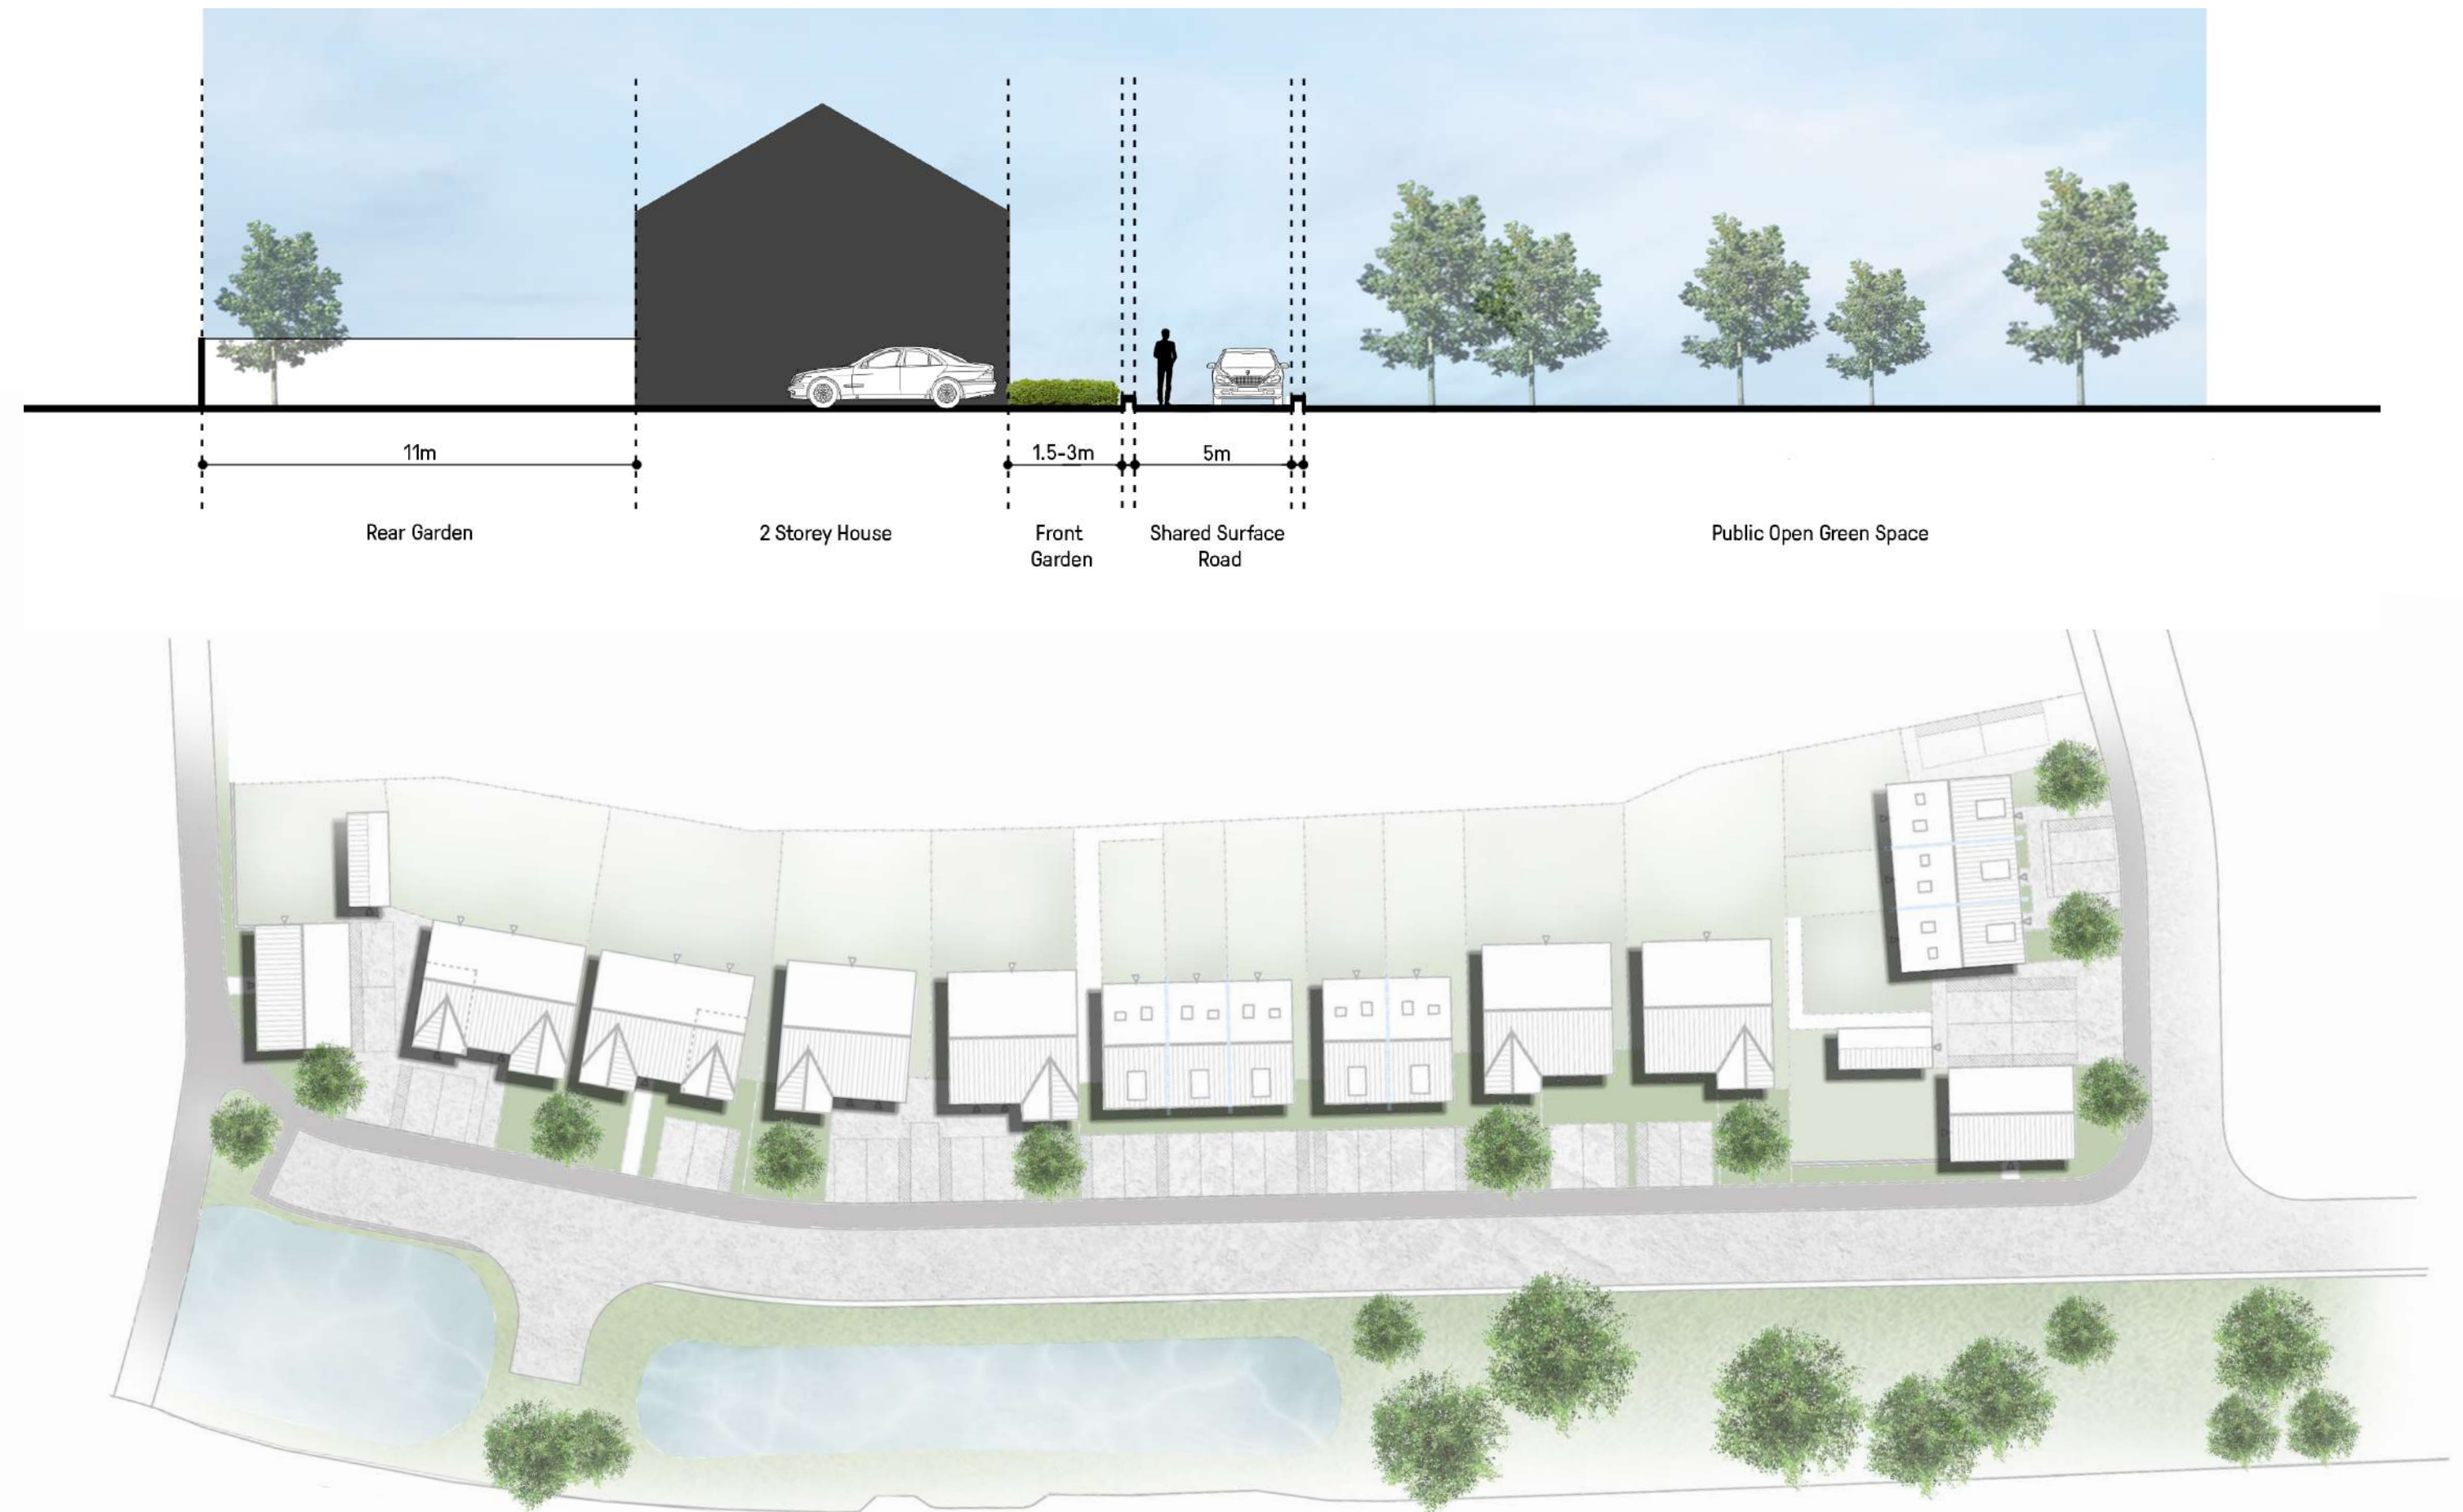 11m
1.5-3m
5m
Rear Garden
2 Storey House
Front
Garden
Shared Surface
Road
Public Open Green Space